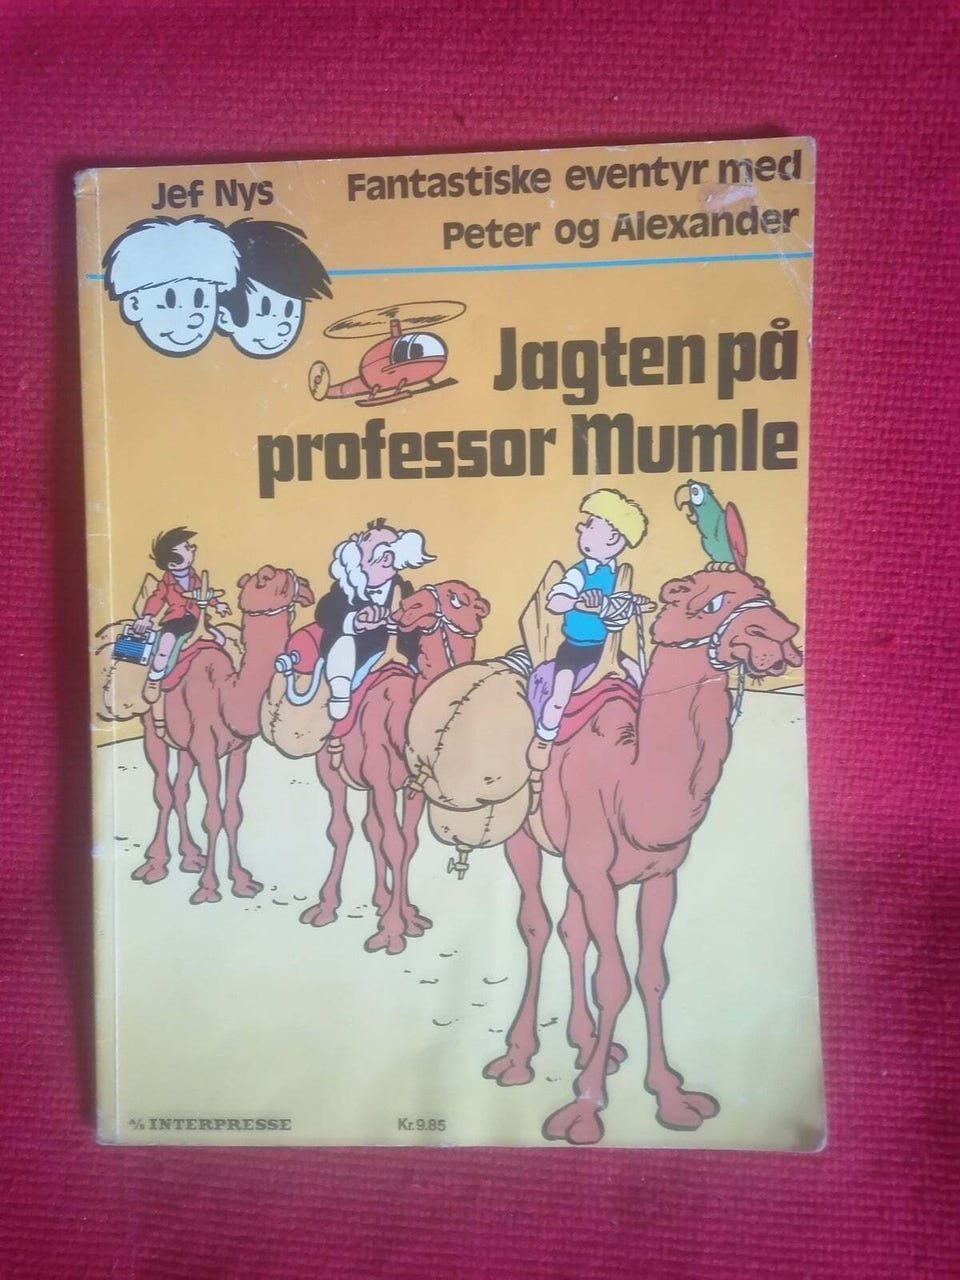 Jef Nys
Fantastiske eventyr med
Peter og Alexander
Jagten på
professor Mumle
A/S INTERPRESSE
Kr. 9.85